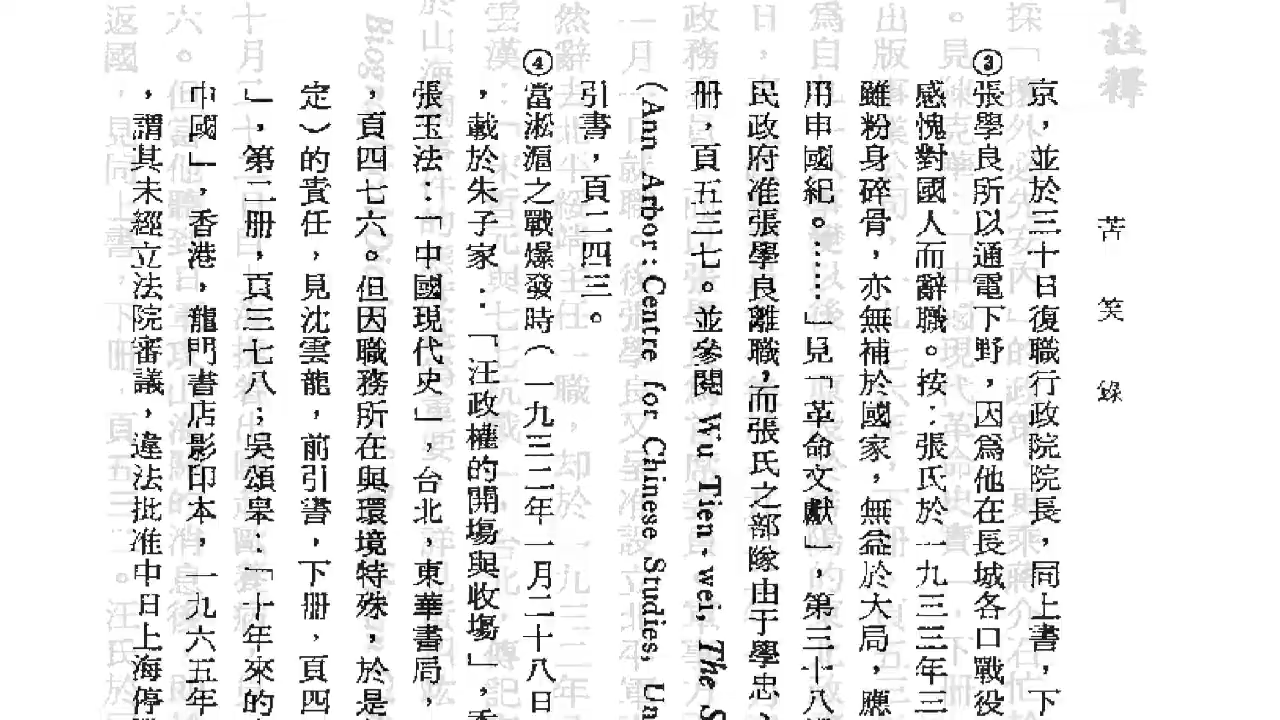 苦笑錄
京，並於三十日復職行政院院長，同上書，下
③張學良所以通電下野，因爲他在長城各口戰役
感愧對國人而辭職。按：張氏於一九三三年三
雖粉身碎骨，亦無補於國家，無益於大局，應
用申國紀。……」見「革命文獻」，第三十八
民政府准張學良離職，而張氏之部隊由于學忠、
册，頁五三七。並參閱 Wu Tien-wei, The S
(Ann Arbor: Centre for Chinese Studies, Un
引書，頁二四三。
④當淞滬之戰爆發時（一九三二年一月二十八日
，載於朱子家：「汪政權的開塲與收塲」，香
張玉法：「中國現代史」，台北，東華書局，
，頁四七六。但因職務所在與環境特殊，於是
定）的責任，見沈雲龍，前引書，下册，頁四
」，第二册，頁三七八；吳頌臯：「十年來的
中國」，香港，龍門書店影印本，一九六五年
，謂其未經立法院審議，違法批准中日上海停